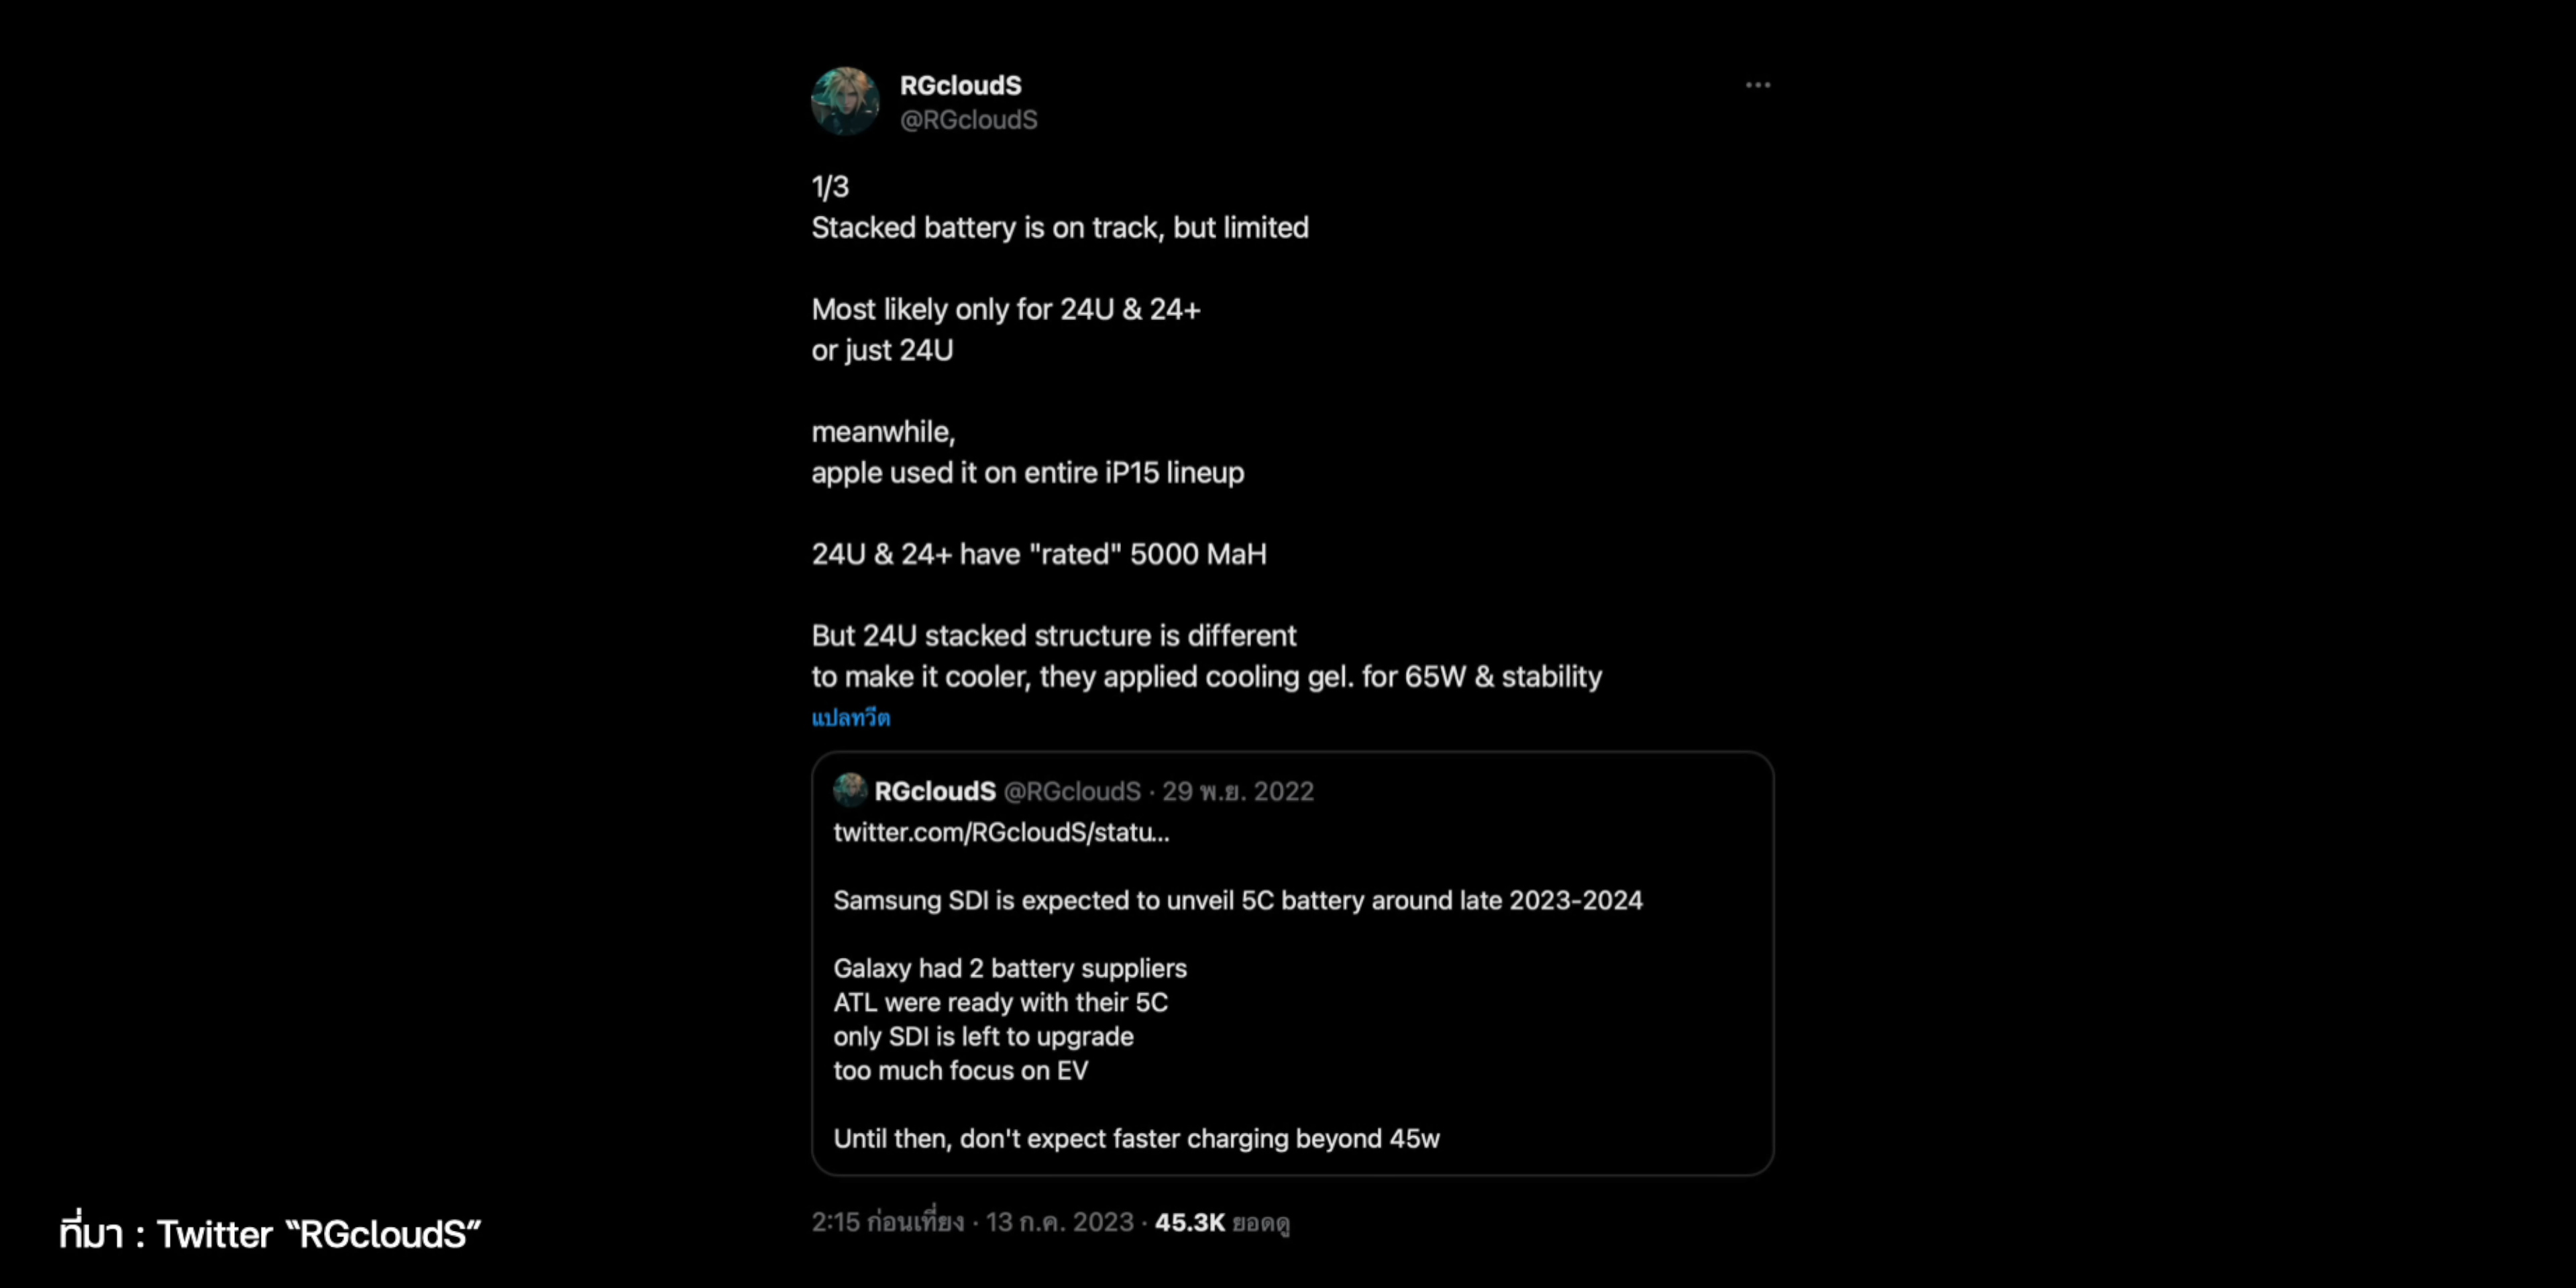 RGcloudS
@RGcloudS
1/3
Stacked battery is on track, but limited
Most likely only for 24U & 24+
or just 24U
meanwhile,
apple used it on entire iP15 lineup
24U & 24+ have "rated" 5000 MaH
But 24U stacked structure is different
to make it cooler, they applied cooling gel. for 65W & stability
แปลทวีต
RGcloudS @RGcloudS · 29 พ.ย. 2022
twitter.com/RGcloudS/statu...
Samsung SDI is expected to unveil 5C battery around late 2023-2024
Galaxy had 2 battery suppliers
ATL were ready with their 5C
only SDI is left to upgrade
too much focus on EV
Until then, don't expect faster charging beyond 45w
2:15 ก่อนเที่ยง · 13 ก.ค. 2023 · 45.3K ยอดดู
ที่มา : Twitter “RGcloudS”